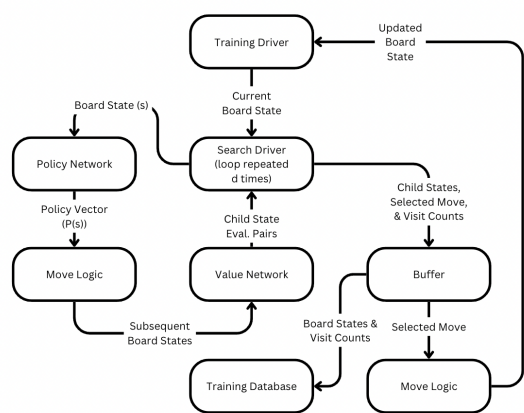 Training Driver
Updated
Board
State
Current
Board State
Board State (s)
Policy Network
Search Driver
(loop repeated
d times)
Policy Vector
(P(s))
Child State
Eval. Pairs
Child States,
Selected Move,
& Visit Counts
Move Logic
Value Network
Buffer
Subsequent
Board States
Board States &
Visit Counts
Selected Move
Training Database
Move Logic